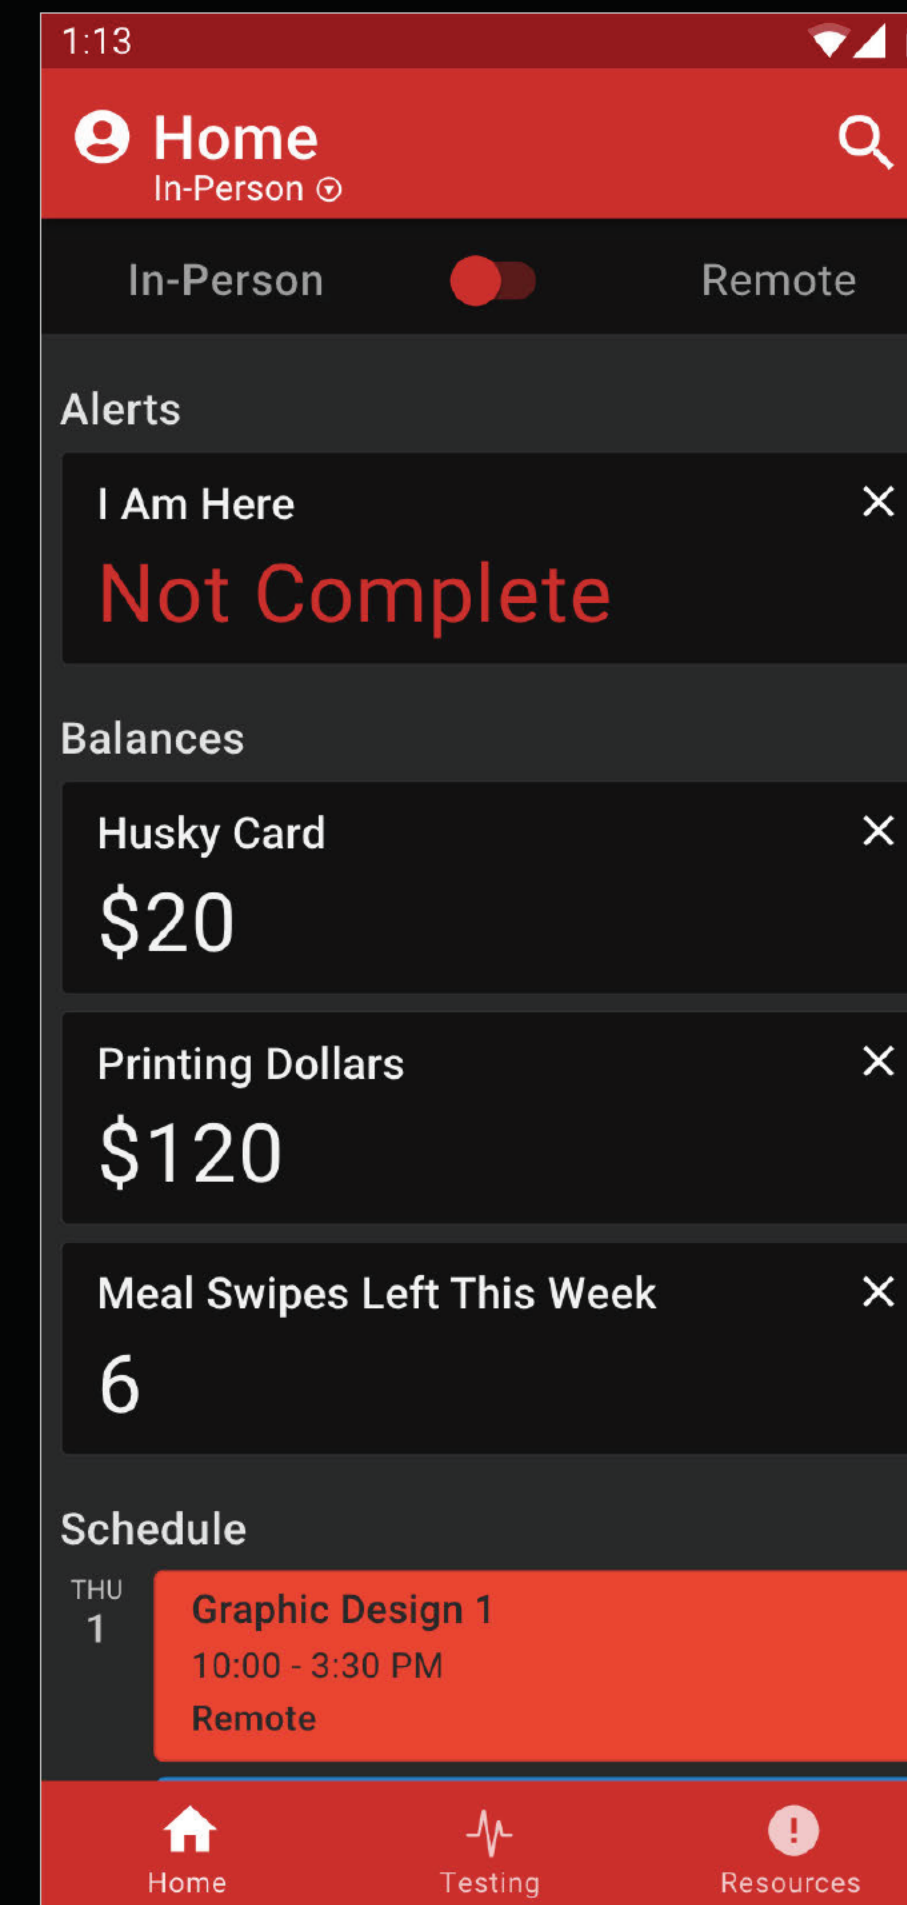 1:13
Home
In-Person
In-Person Remote
Alerts
I Am Here
Not Complete
Balances
Husky Card
$20
Printing Dollars
$120
Meal Swipes Left This Week
6
Schedule
THU
1
Graphic Design 1
10:00 - 3:30 PM
Remote
Home Testing Resources